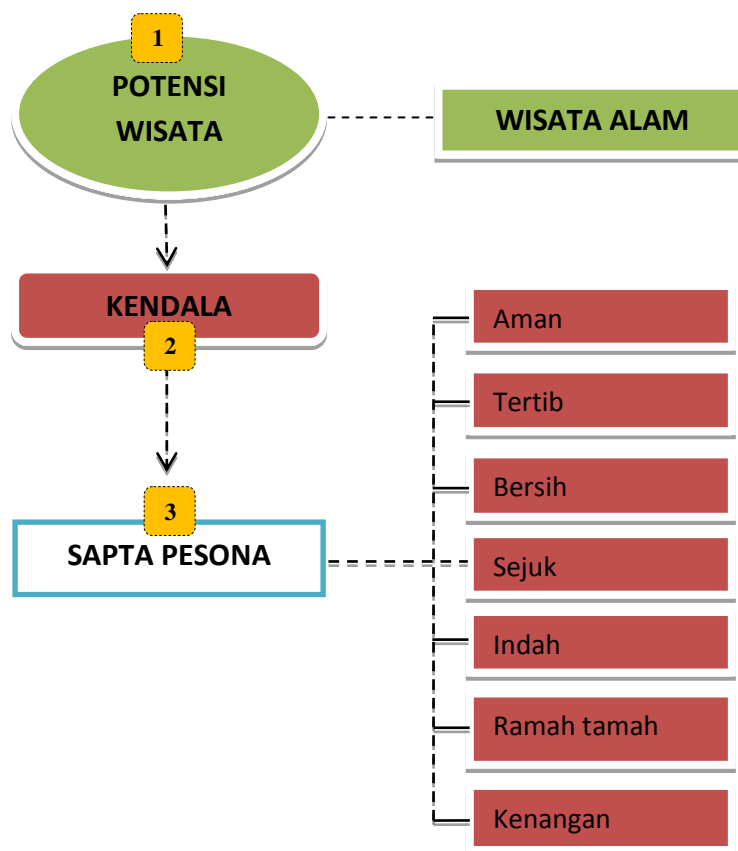 1
POTENSI
WISATA
WISATA ALAM
KENDALA
2
3
SAPTA PESONA
Aman
Tertib
Bersih
Sejuk
Indah
Ramah tamah
Kenangan